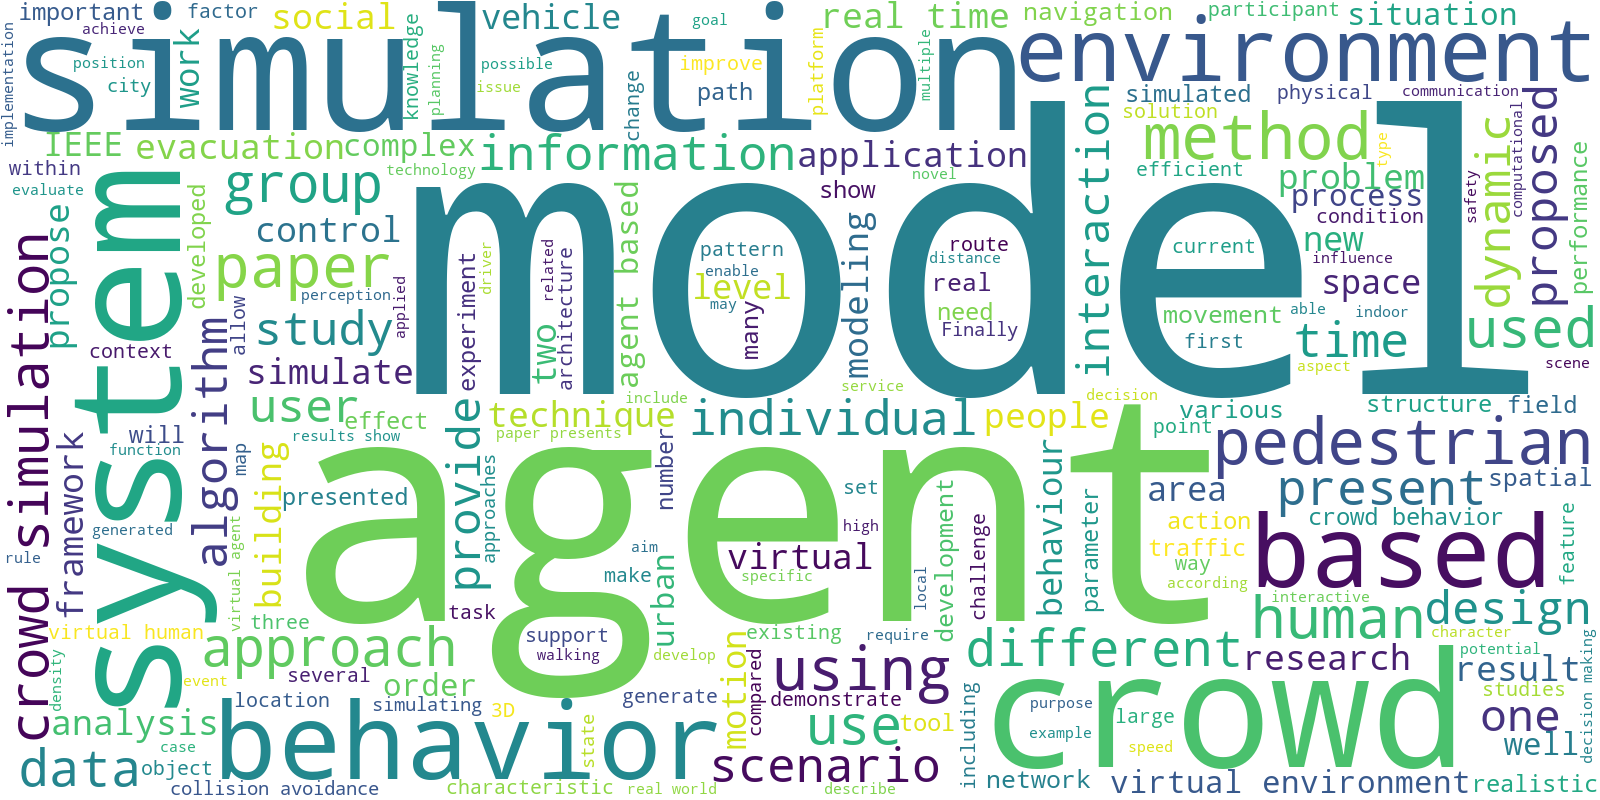 important
factor
social
vehicle
goal
real time
navigation
participant
situation
achieve
simulation
environment
implementation
position
city
work
knowledge
planning
possible
issue
change
improve
path
platform
multiple
simulated
physical
communication
solution
IEEE
evacuation
complex
information
application
interaction
method
type
dynamic
computational
proposed
within
evaluate
technology
novel
efficient
problem
safety
performance
system
developed
group
agent based
show
process
condition
propose
control
model
modeling
pattern
route
current
new
influence
paper
driver
related
architecture
enable
distance
perception
applied
experiment
level
real
space
may
many
need
Finally
movement
able
indoor
used
crowd simulation
context
algorithm
allow
study
two
first
time
aspect
scene
simulate
service
include
decision
user
effect
technique
individual
people
various
structure
field
framework
will
function
map
results show
paper presents
point
pedestrian
building
provide
approaches
number
behaviour
presented
set
development
parameter
area
present
spatial
generated
high
action
crowd behavior
feature
rule
virtual agent
agent
aim
virtual
challenge
traffic
based
make
specific
local
way
according
interactive
urban
task
human
design
virtual human
three
support
existing
require
character
approach
walking
develop
using
different
research
potential
decision making
density
event
several
motion
compared
result
order
location
simulating
generate
demonstrate
crowd
studies
analysis
behavior
3D
state
use
tool
including
purpose
large
one
case
example
speed
well
data
object
scenario
collision avoidance
characteristic
real world
describe
network
virtual environment
realistic